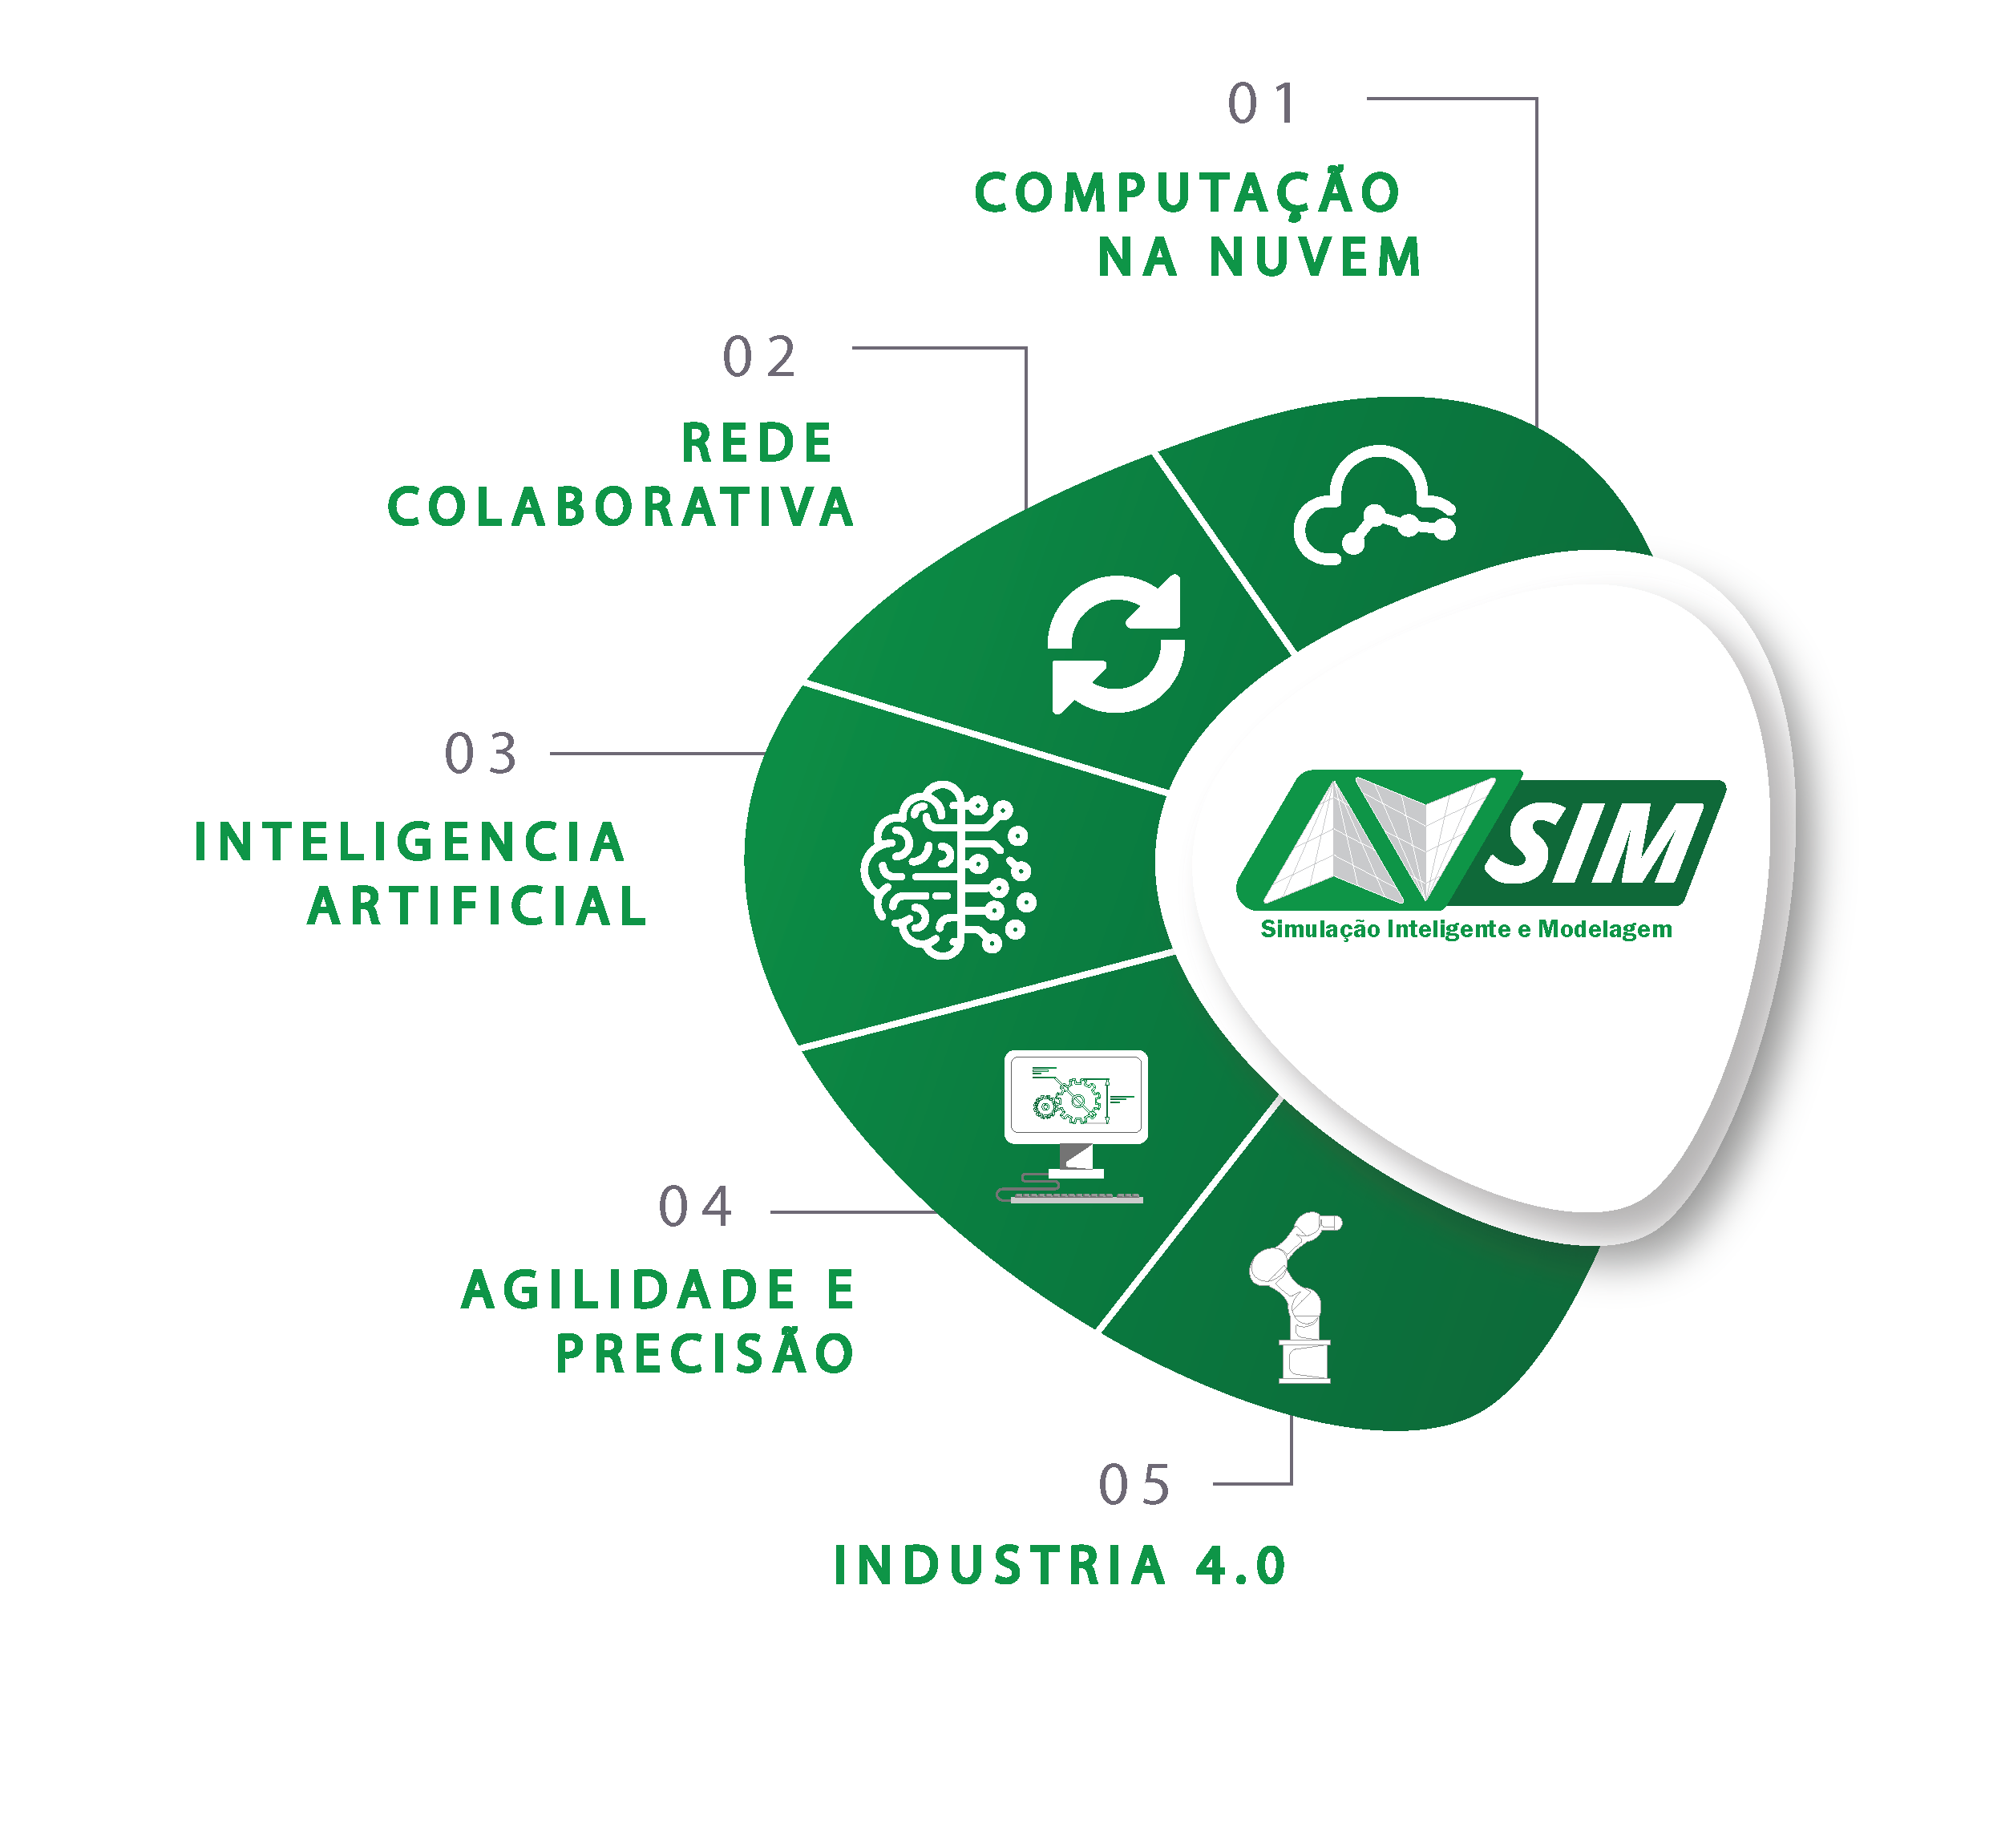 01
COMPUTAÇÃO
NA NUVEM
02
REDE
COLABORATIVA
03
INTELIGENCIA
ARTIFICIAL
SIM
Simulação Inteligente e Modelagem
04
AGILIDADE E
PRECISÃO
05
INDUSTRIA 4.0